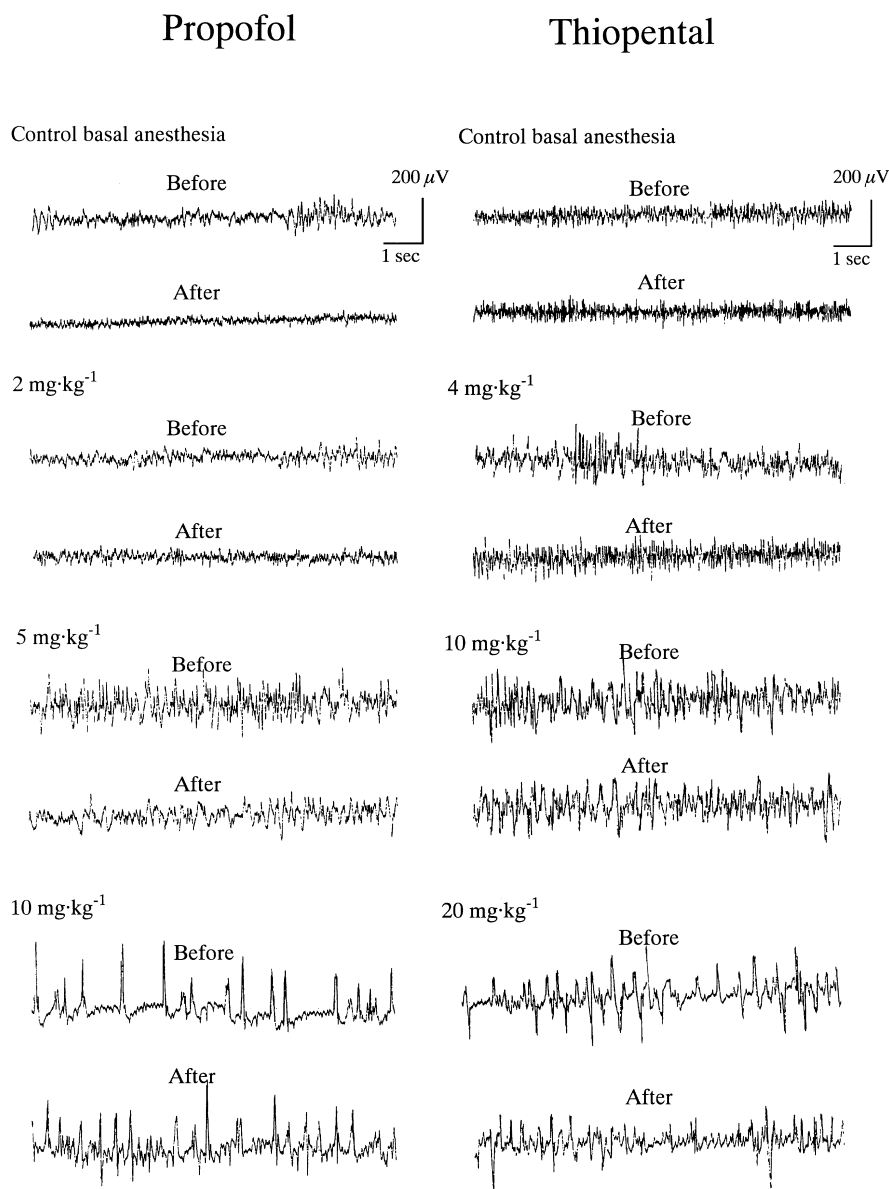 Propofol
Thiopental
Control basal anesthesia
Before
200 μV
1 sec
After
2 mg·kg-1
Before
After
5 mg·kg-1
Before
After
10 mg·kg-1
Before
After
Control basal anesthesia
Before
200 μV
1 sec
After
4 mg·kg-1
Before
After
10 mg·kg-1
Before
After
20 mg·kg-1
Before
After